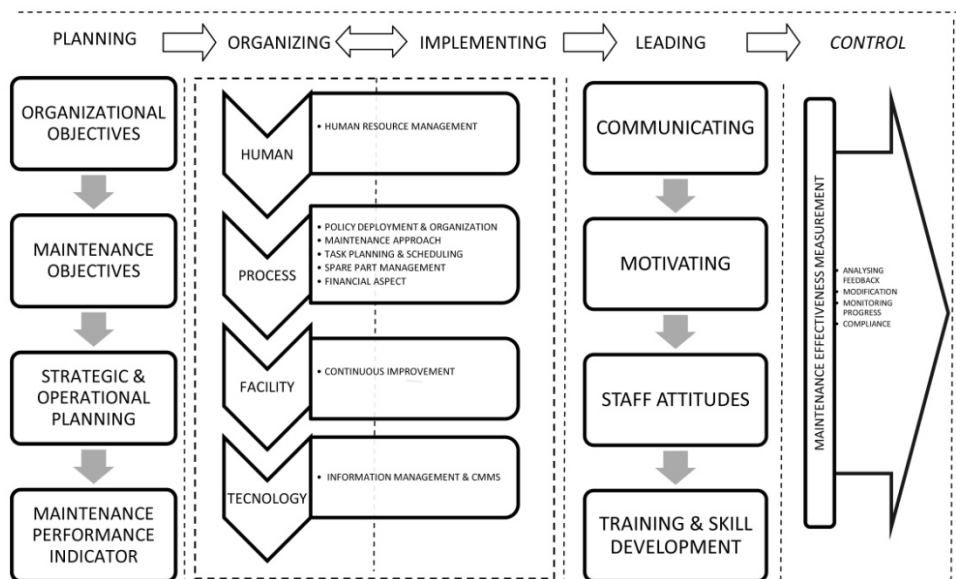 PLANNING
ORGANIZING
IMPLEMENTING
LEADING
CONTROL
ORGANIZATIONAL
OBJECTIVES
MAINTENANCE
OBJECTIVES
STRATEGIC &
OPERATIONAL
PLANNING
MAINTENANCE
PERFORMANCE
INDICATOR
HUMAN
• HUMAN RESOURCE MANAGEMENT
PROCESS
• POLICY DEPLOYMENT & ORGANIZATION
• MAINTENANCE APPROACH
• TASK PLANNING & SCHEDULING
• SPARE PART MANAGEMENT
• FINANCIAL ASPECT
FACILITY
• CONTINUOUS IMPROVEMENT
TECNOLOGY
• INFORMATION MANAGEMENT & CMMS
COMMUNICATING
MOTIVATING
STAFF ATTITUDES
TRAINING & SKILL
DEVELOPMENT
MAINTENANCE EFFECTIVENESS MEASUREMENT
• ANALYSING
FEEDBACK
• MODIFICATION
• MONITORING
PROGRESS
• COMPLIANCE